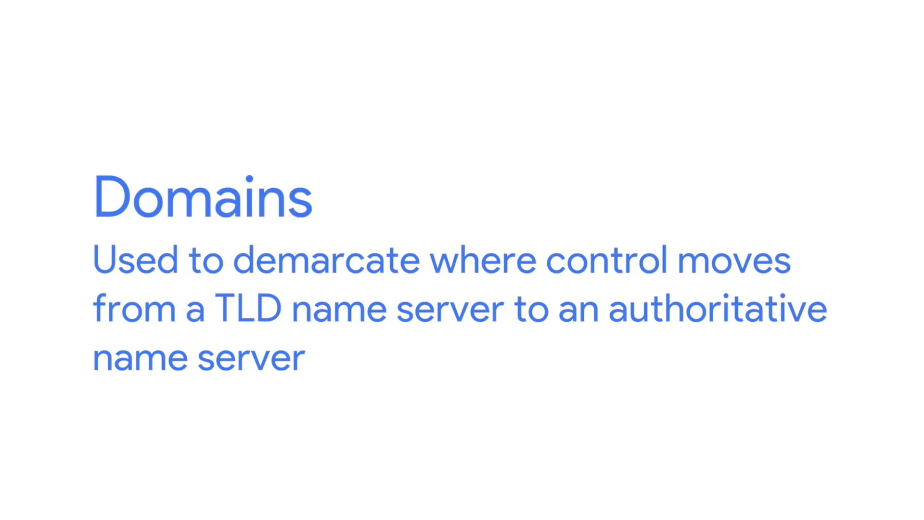 Domains
Used to demarcate where control moves
from a TLD name server to an authoritative
name server